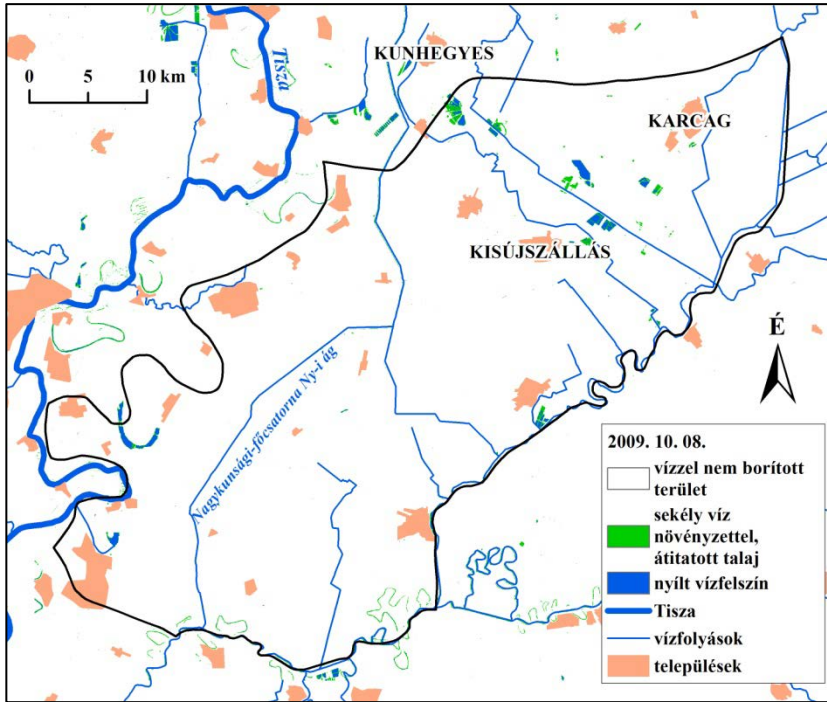 KUNHEGYES
Tisza
0 5 10 km
KARCAG
KISÚJSZÁLLÁS
É
Nagykunsági-főcsatorna Ny-i ág
2009. 10. 08.
vízzel nem borított
terület
sekély víz
növényzettel,
átitatott talaj
nyílt vízfelszín
Tisza
vízfolyások
települések